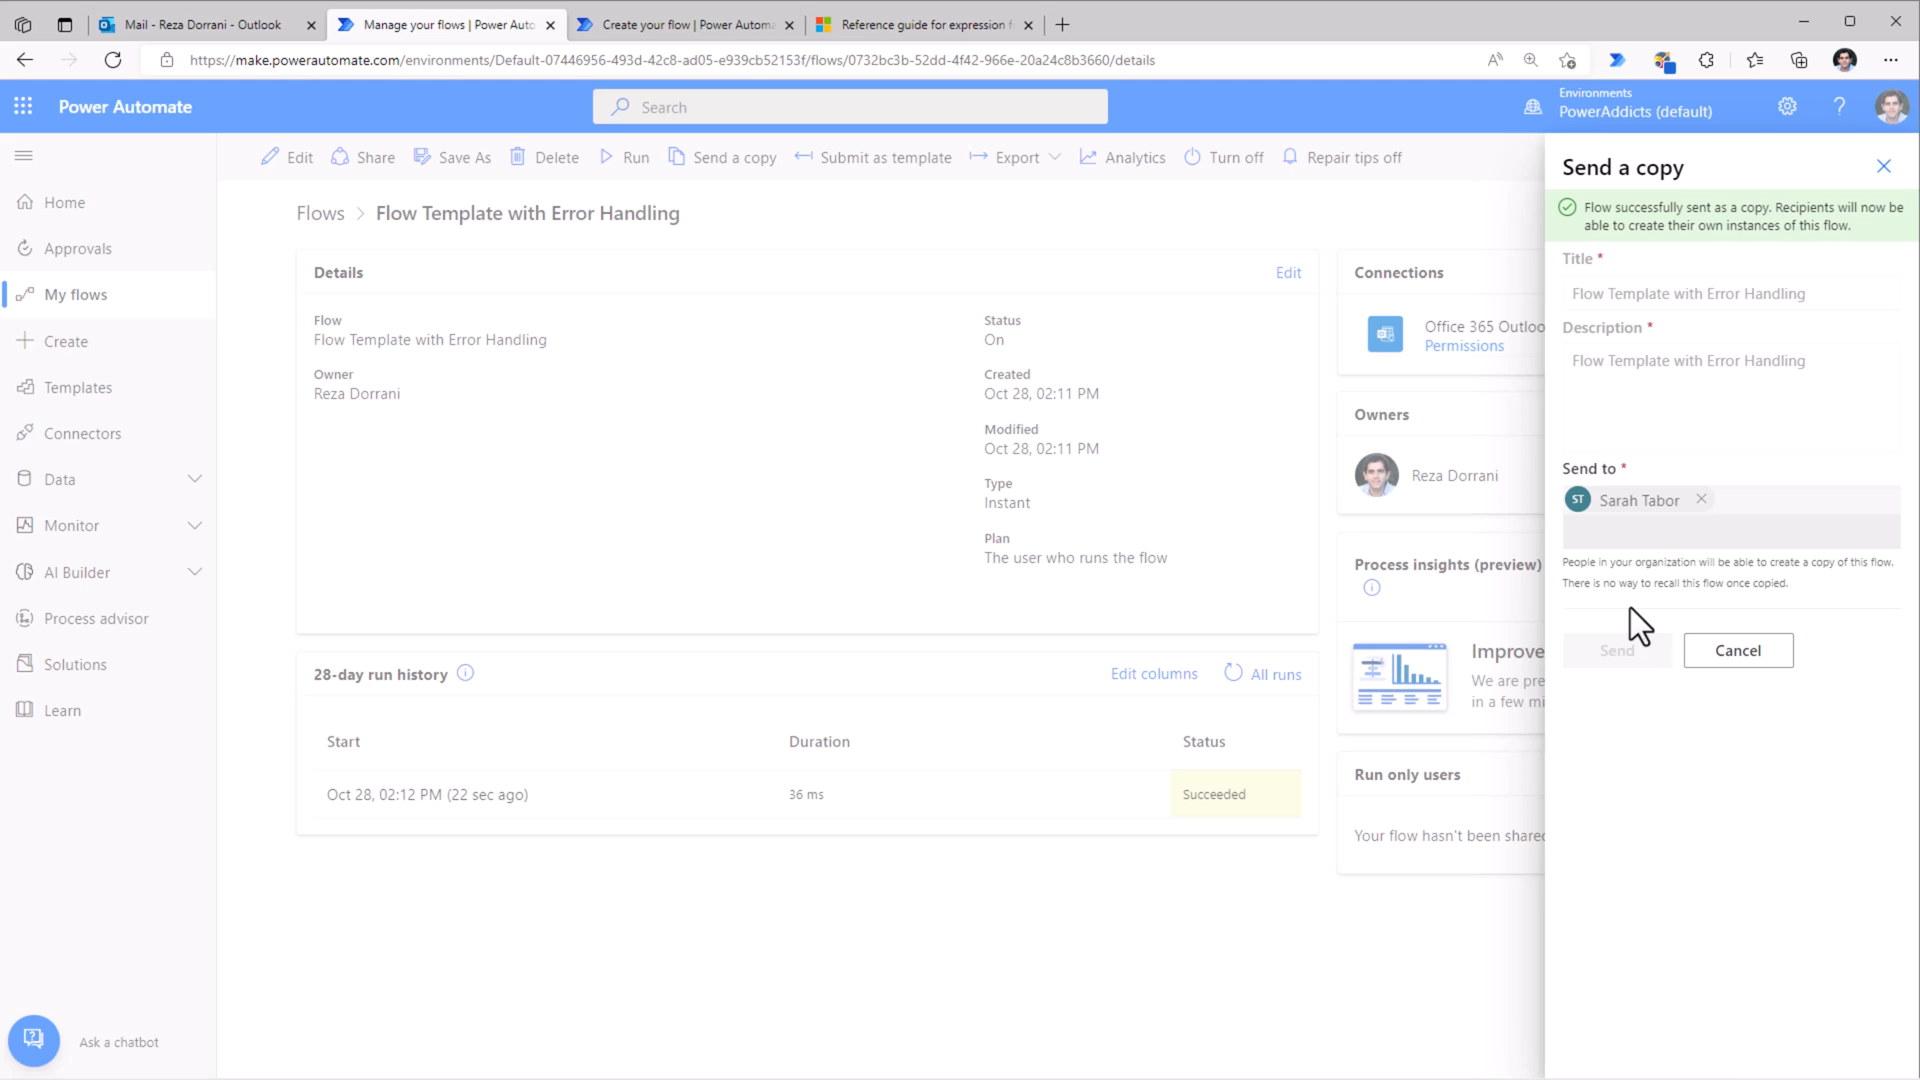 Mail - Reza Dorrani - Outlook
Manage your flows | Power Auto
Create your flow | Power Automa
Reference guide for expression f
https://make.powerautomate.com/environments/Default-07446956-493d-42c8-ad05-e939cb52153f/flows/0732bc3b-52dd-4f42-966e-20a24c8b3660/details
Power Automate
Search
Environments
PowerAddicts (default)
Edit
Share
Save As
Delete
Run
Send a copy
Submit as template
Export
Analytics
Turn off
Repair tips off
Home
Approvals
My flows
Create
Templates
Connectors
Data
Monitor
AI Builder
Process advisor
Solutions
Learn
Ask a chatbot
Flows > Flow Template with Error Handling
Details
Edit
Flow
Flow Template with Error Handling
Owner
Reza Dorrani
Status
On
Created
Oct 28, 02:11 PM
Modified
Oct 28, 02:11 PM
Type
Instant
Plan
The user who runs the flow
28-day run history
Edit columns
All runs
Start
Duration
Status
Oct 28, 02:12 PM (22 sec ago)
36 ms
Succeeded
Connections
Office 365 Outloo
Permissions
Owners
Reza Dorrani
Process insights (preview)
Improve
We are pre
in a few mi
Run only users
Your flow hasn't been share
Send a copy
Flow successfully sent as a copy. Recipients will now be
able to create their own instances of this flow.
Title *
Flow Template with Error Handling
Description *
Flow Template with Error Handling
Send to *
ST
Sarah Tabor
People in your organization will be able to create a copy of this flow.
There is no way to recall this flow once copied.
Send
Cancel